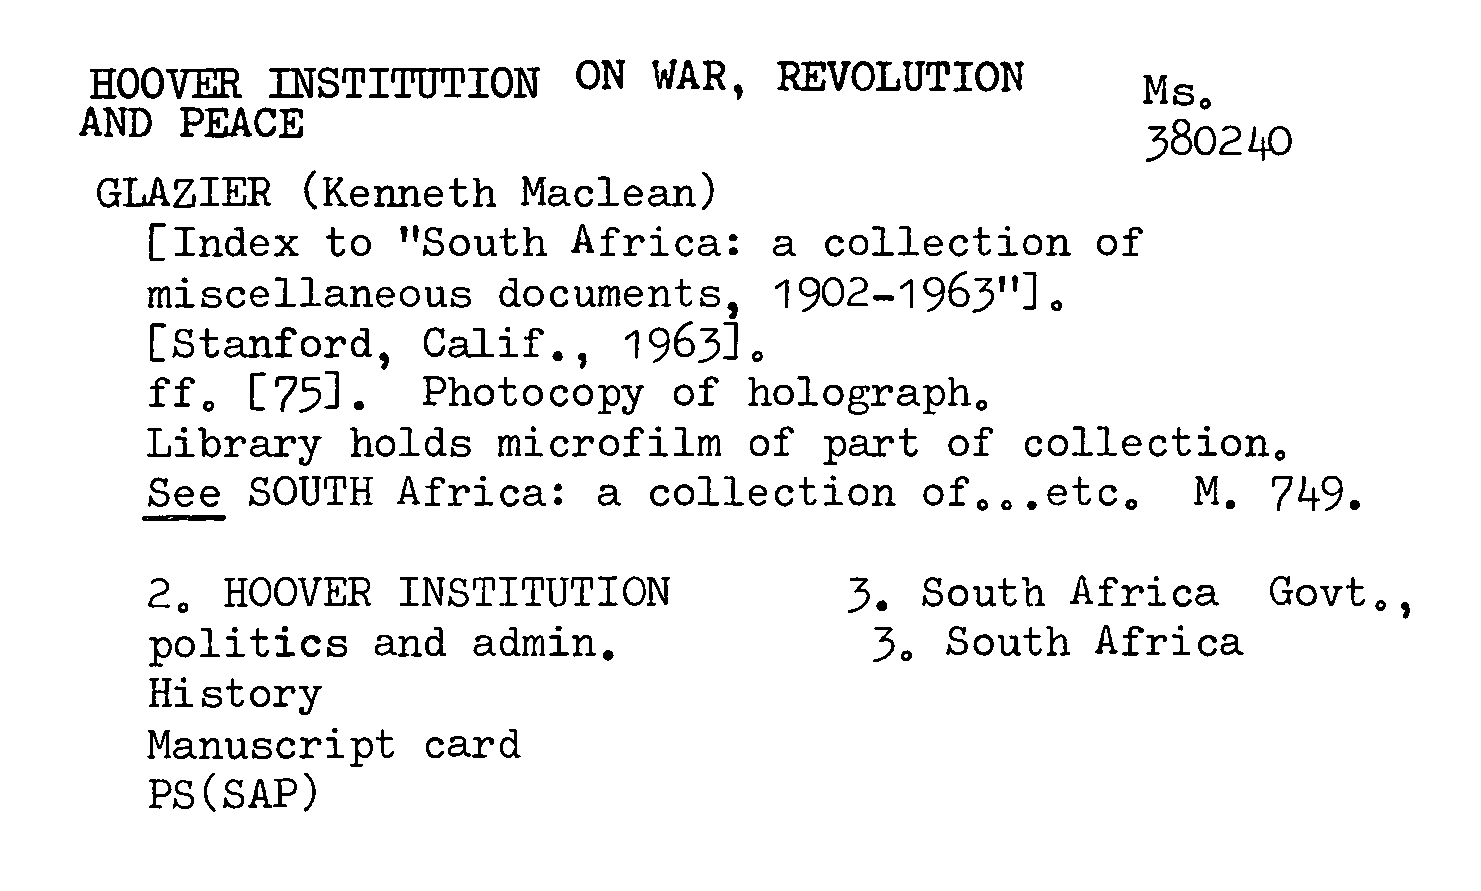 HOOVER INSTITUTION ON WAR, REVOLUTION
AND PEACE
Ms.
380240
GLAZIER (Kenneth Maclean)
[Index to "South Africa: a collection of
miscellaneous documents, 1902-1963"].
[Stanford, Calif., 1963].
ff. [75]. Photocopy of holograph.
Library holds microfilm of part of collection.
See SOUTH Africa: a collection of...etc. M. 749.
2. HOOVER INSTITUTION 3. South Africa Govt.,
politics and admin. 3. South Africa
History
Manuscript card
PS(SAP)